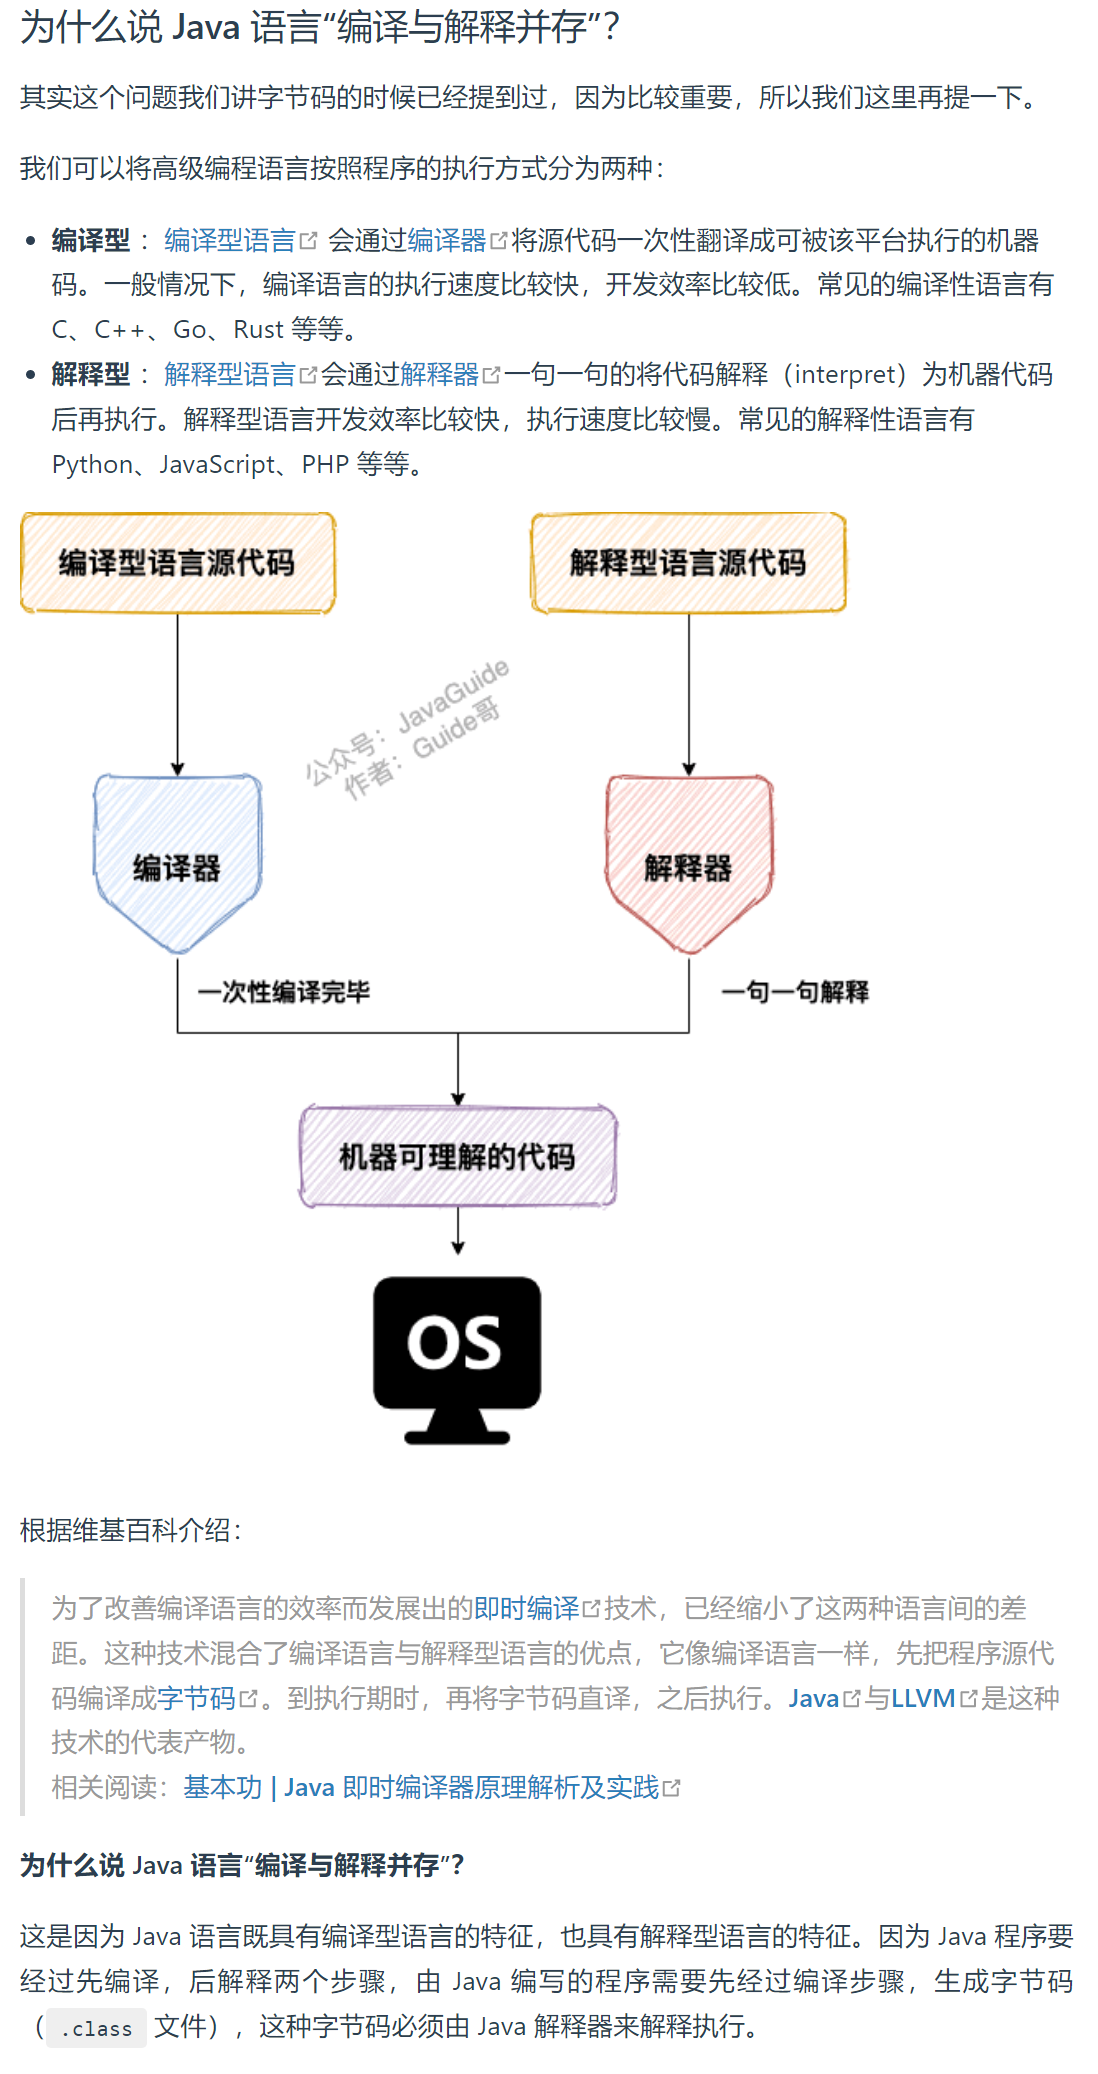 为什么说 Java 语言“编译与解释并存”？
其实这个问题我们讲字节码的时候已经提到过，因为比较重要，所以我们这里再提一下。
我们可以将高级编程语言按照程序的执行方式分为两种：
编译型 ：编译型语言 会通过编译器将源代码一次性翻译成可被该平台执行的机器
码。一般情况下，编译语言的执行速度比较快，开发效率比较低。常见的编译性语言有
C、C++、Go、Rust 等等。
解释型 ：解释型语言会通过解释器一句一句的将代码解释（interpret）为机器代码
后再执行。解释型语言开发效率比较快，执行速度比较慢。常见的解释性语言有
Python、JavaScript、PHP 等等。
编译型语言源代码
解释型语言源代码
公众号：JavaGuide
作者：Guide哥
编译器
解释器
一次性编译完毕
一句一句解释
机器可理解的代码
OS
根据维基百科介绍：
为了改善编译语言的效率而发展出的即时编译技术，已经缩小了这两种语言间的差
距。这种技术混合了编译语言与解释型语言的优点，它像编译语言一样，先把程序源代
码编译成字节码。到执行期时，再将字节码直译，之后执行。Java与LLVM是这种
技术的代表产物。
相关阅读：基本功 | Java 即时编译器原理解析及实践
为什么说 Java 语言“编译与解释并存”？
这是因为 Java 语言既具有编译型语言的特征，也具有解释型语言的特征。因为 Java 程序要
经过先编译，后解释两个步骤，由 Java 编写的程序需要先经过编译步骤，生成字节码
（.class 文件），这种字节码必须由 Java 解释器来解释执行。